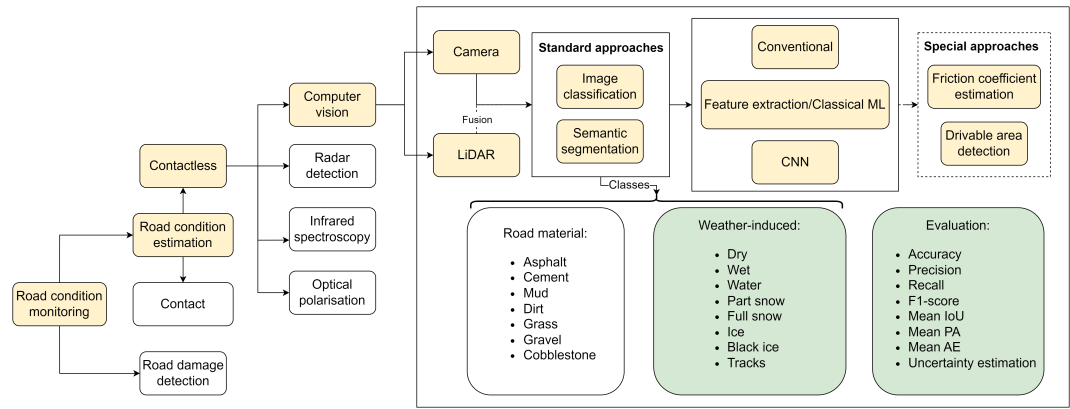 Road condition
monitoring
Road condition
estimation
Road damage
detection
Contactless
Contact
Computer
vision
Radar
detection
Infrared
spectroscopy
Optical
polarisation
Camera
Fusion
LiDAR
Standard approaches
Image
classification
Semantic
segmentation
Conventional
Feature extraction/Classical ML
CNN
Special approaches
Friction coefficient
estimation
Drivable area
detection
Classes
Road material:
• Asphalt
• Cement
• Mud
• Dirt
• Grass
• Gravel
• Cobblestone
Weather-induced:
• Dry
• Wet
• Water
• Part snow
• Full snow
• Ice
• Black ice
• Tracks
Evaluation:
• Accuracy
• Precision
• Recall
• F1-score
• Mean IoU
• Mean PA
• Mean AE
• Uncertainty estimation